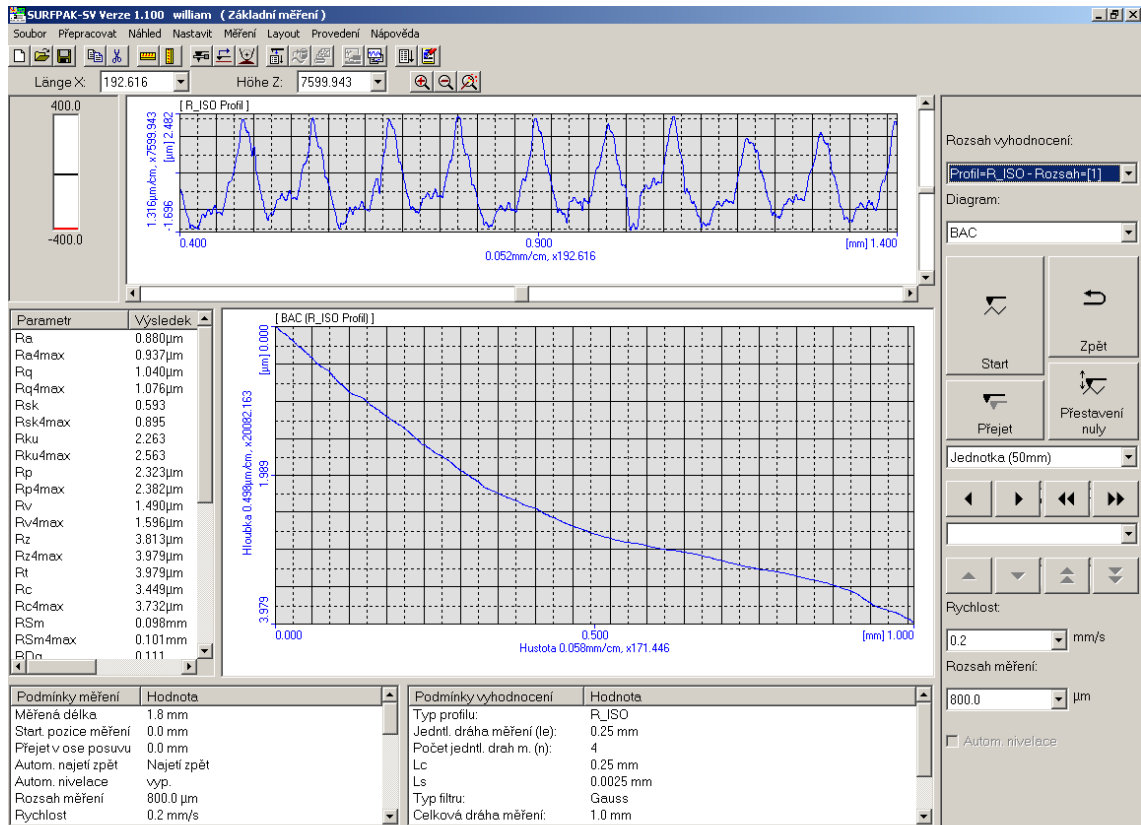 SURFPAK-SV Verze 1.100 william ( Základní měření )
Soubor Přepracovat Náhled Nastavit Měření Layout Provedení Nápověda
Länge X: 192.616 Höhe Z: 7599.943
400.0
-400.0
[ R_ISO Profil ]
1.316µm/cm, x7599.943
-1.696 [µm] 2.482
0.400 0.900 [mm] 1.400
0.052mm/cm, x192.616
Rozsah vyhodnocení:
Profil=R_ISO - Rozsah=[1]
Diagram:
BAC
Start
Zpět
Přejet
Přestavení
nuly
Jednotka (50mm)
Rychlost:
0.2 mm/s
Rozsah měření:
800.0 µm
Autom. nivelace
Parametr Výsledek
Ra 0.880µm
Ra4max 0.937µm
Rq 1.040µm
Rq4max 1.076µm
Rsk 0.593
Rsk4max 0.895
Rku 2.263
Rku4max 2.563
Rp 2.323µm
Rp4max 2.382µm
Rv 1.490µm
Rv4max 1.596µm
Rz 3.813µm
Rz4max 3.979µm
Rt 3.979µm
Rc 3.449µm
Rc4max 3.732µm
RSm 0.098mm
RSm4max 0.101mm
RDq 0.111
[ BAC (R_ISO Profil) ]
Hloubka 0.498µm/cm, x20082.163
3.979 1.989 [µm] 0.000
0.000 0.500 [mm] 1.000
Hustota 0.058mm/cm, x171.446
Podmínky měření Hodnota
Měřená délka 1.8 mm
Start. pozice měření 0.0 mm
Přejet v ose posuvu 0.0 mm
Autom. najetí zpět Najetí zpět
Autom. nivelace vyp.
Rozsah měření 800.0 µm
Rychlost 0.2 mm/s
Podmínky vyhodnocení Hodnota
Typ profilu: R_ISO
Jedntl. dráha měření (le): 0.25 mm
Počet jedntl. drah m. (n): 4
Lc 0.25 mm
Ls 0.0025 mm
Typ filtru: Gauss
Celková dráha měření: 1.0 mm